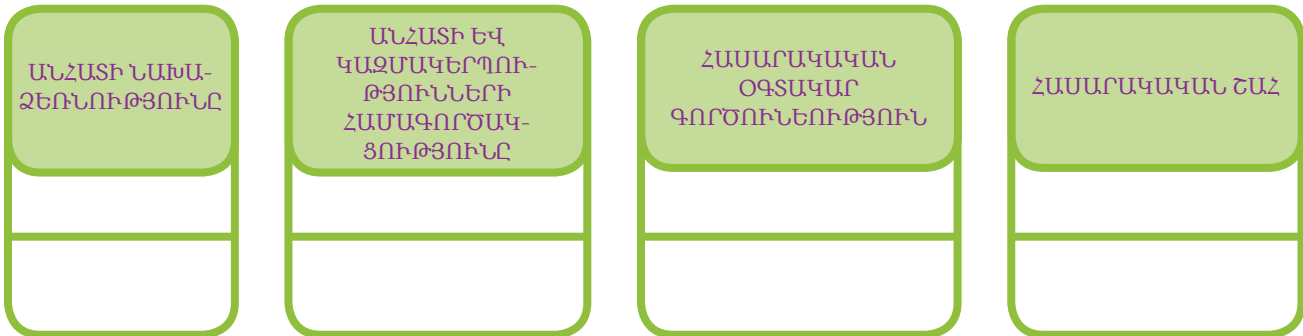 ԱՆՀԱՏԻ ՆԱԽԱ-
ՁԵՌՆՈՒԹՅՈՒՆԸ
ԱՆՀԱՏԻ ԵՎ
ԿԱԶՄԱԿԵՐՊՈՒ-
ԹՅՈՒՆՆԵՐԻ
ՀԱՄԱԳՈՐԾԱԿ-
ՑՈՒԹՅՈՒՆԸ
ՀԱՍԱՐԱԿԱԿԱՆ
ՕԳՏԱԿԱՐ
ԳՈՐԾՈՒՆԵՈՒԹՅՈՒՆ
ՀԱՍԱՐԱԿԱԿԱՆ ՇԱՀ